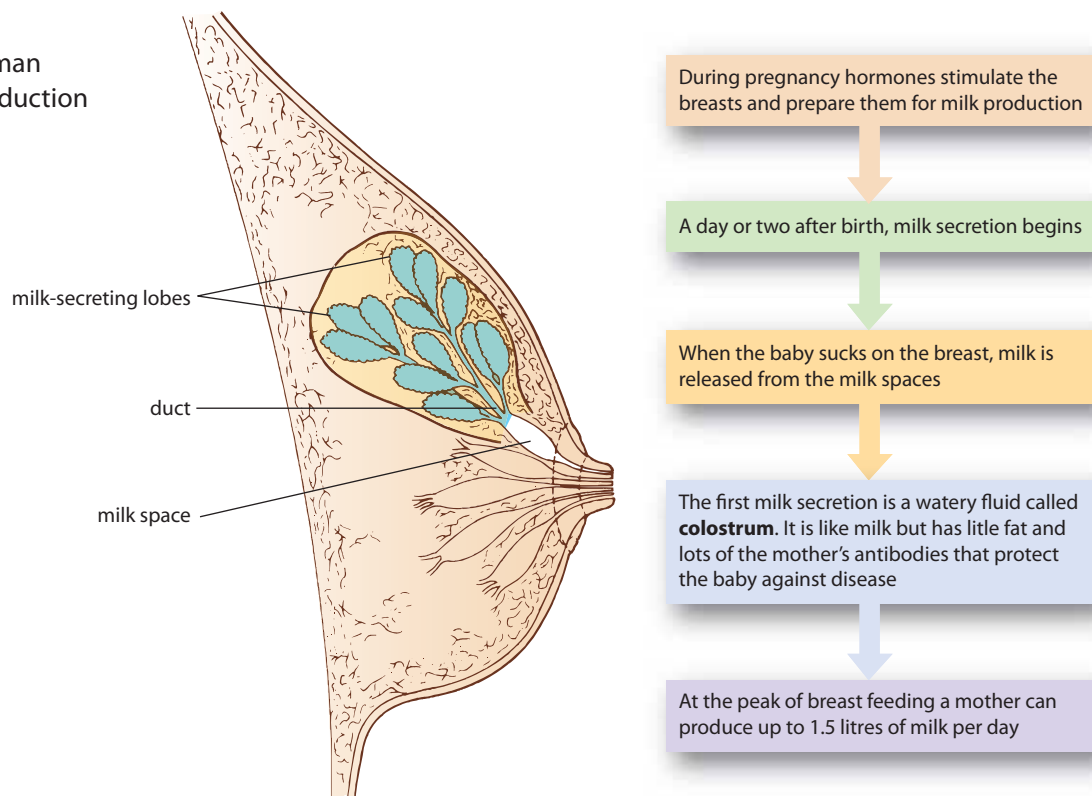 man
duction
milk-secreting lobes
duct
milk space
During pregnancy hormones stimulate the
breasts and prepare them for milk production
A day or two after birth, milk secretion begins
When the baby sucks on the breast, milk is
released from the milk spaces
The first milk secretion is a watery fluid called
colostrum. It is like milk but has litle fat and
lots of the mother’s antibodies that protect
the baby against disease
At the peak of breast feeding a mother can
produce up to 1.5 litres of milk per day